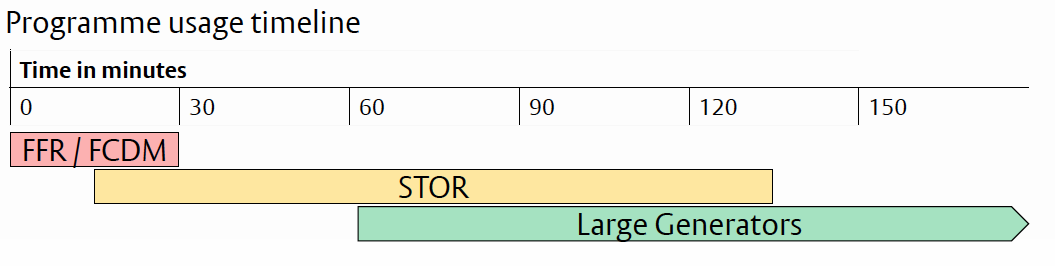 Programme usage timeline
Time in minutes
0 30 60 90 120 150
FFR / FCDM
STOR
Large Generators